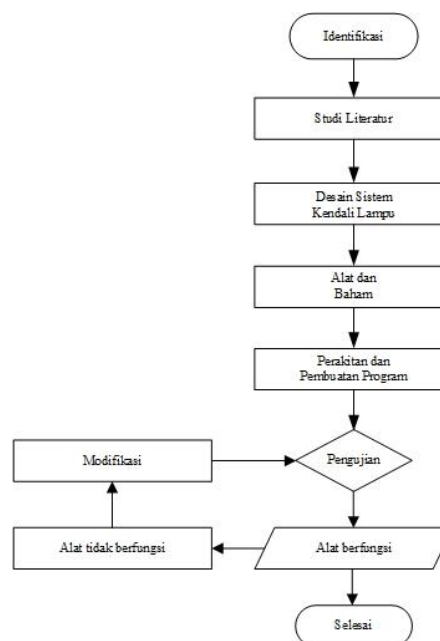 Identifikasi
Studi Literatur
Desain Sistem
Kendali Lampu
Alat dan
Baham
Perakitan dan
Pembuatan Program
Modifikasi
Pengujian
Alat tidak berfungsi
Alat berfungsi
Selesai